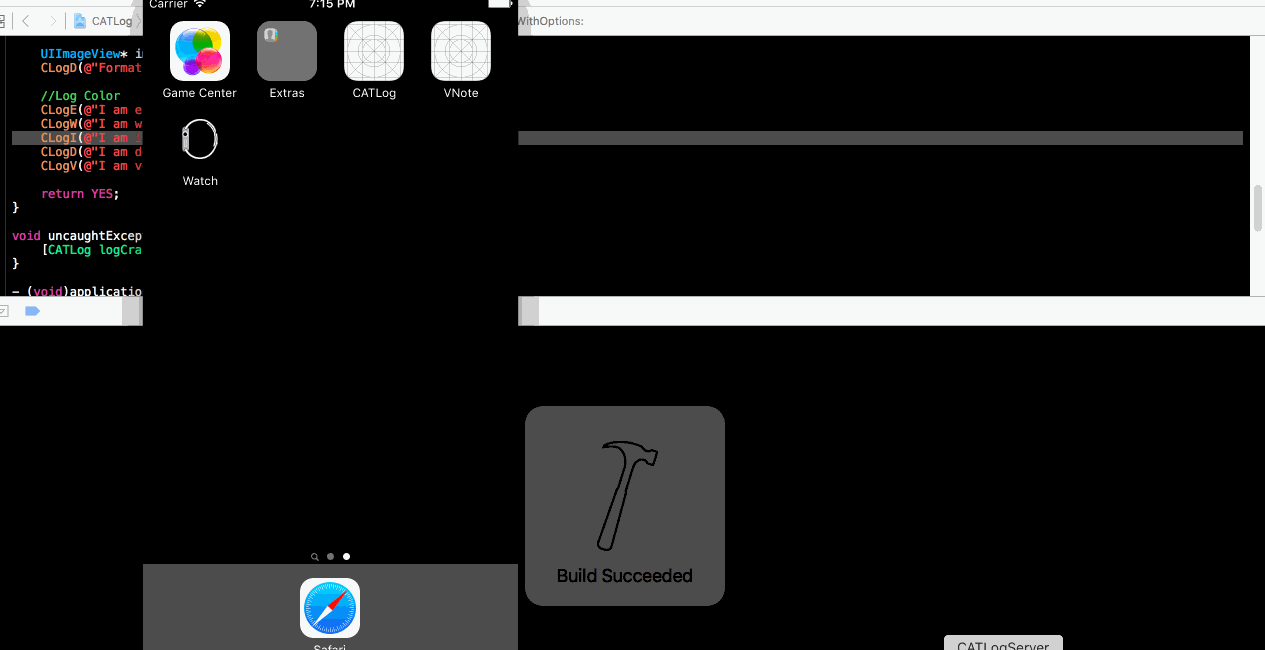 Carrier 7:15 PM
CATLog
WithOptions:
UIImageView* i
CLogD(@"Format
//Log Color
CLogE(@"I am e
CLogW(@"I am w
CLogI(@"I am i
CLogD(@"I am d
CLogV(@"I am v
return YES;
}
void uncaughtExcep
[CATLog logCra
}
- (void)applicatio
Game Center
Extras
CATLog
VNote
Watch
Safari
Build Succeeded
CATLogServer